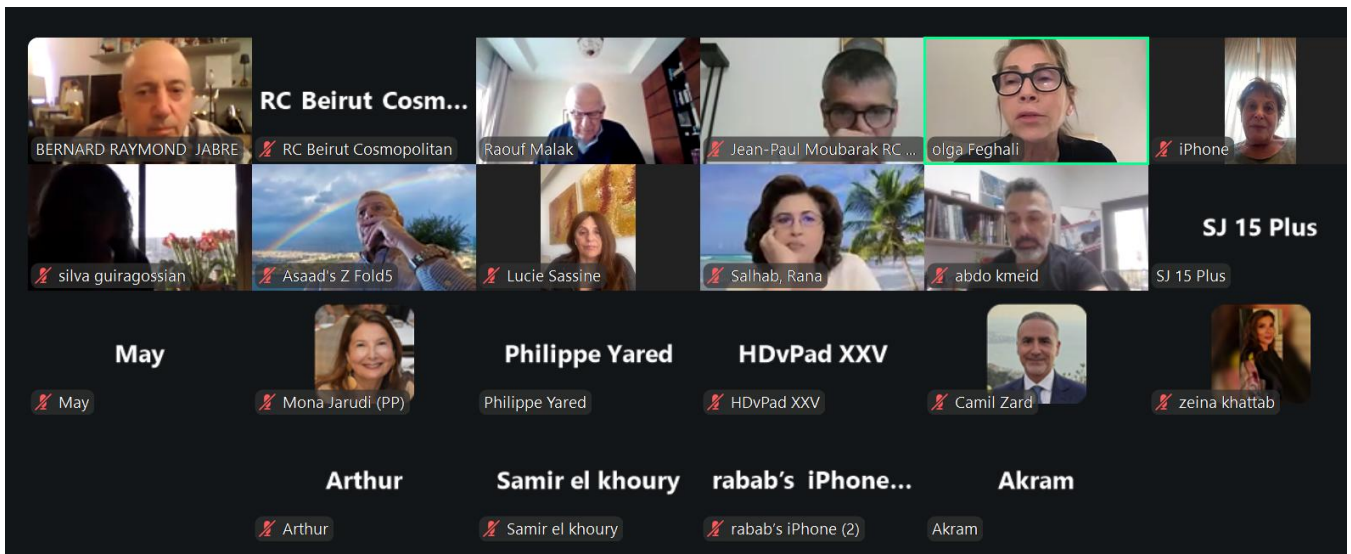 BERNARD RAYMOND JABRE
RC Beirut Cosm...
RC Beirut Cosmopolitan
Raouf Malak
Jean-Paul Moubarak RC ...
olga Feghali
iPhone
silva guiragossian
Asaad's Z Fold5
Lucie Sassine
Salhab, Rana
abdo kmeid
SJ 15 Plus
SJ 15 Plus
May
May
Mona Jarudi (PP)
Philippe Yared
Philippe Yared
HDvPad XXV
HDvPad XXV
Camil Zard
zeina khattab
Arthur
Arthur
Samir el khoury
Samir el khoury
rabab's iPhone...
rabab's iPhone (2)
Akram
Akram